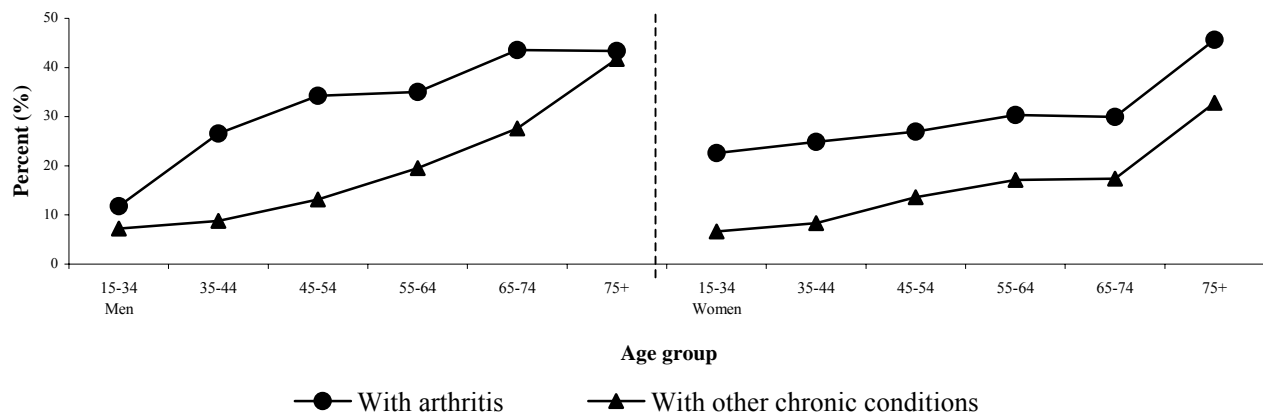 50
40
30
20
10
0
Percent (%)
15-34 35-44 45-54 55-64 65-74 75+ 15-34 35-44 45-54 55-64 65-74 75+
Men Women
Age group
With arthritis With other chronic conditions